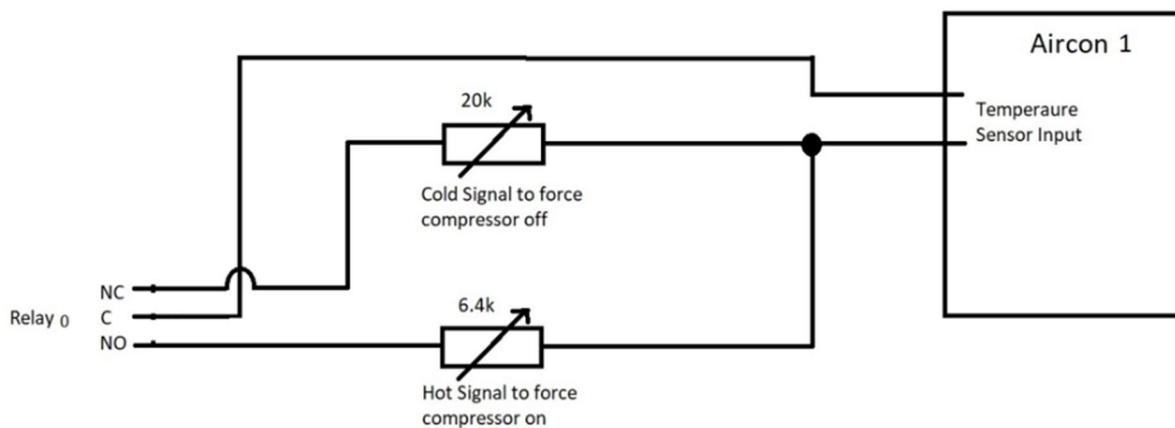 Aircon 1
20k
Temperaure
Sensor Input
Cold Signal to force
compressor off
NC
6.4k
Relay 0 C
NO
Hot Signal to force
compressor on